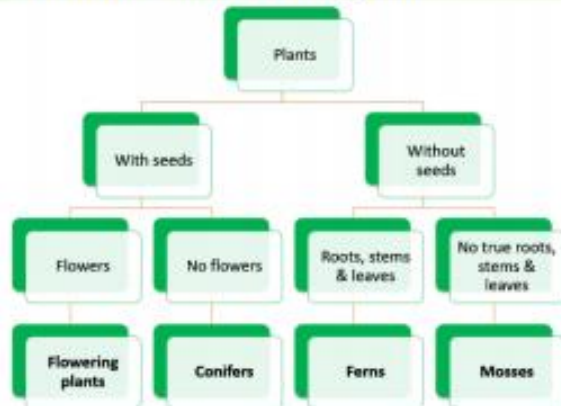 Plants
With seeds
Without
seeds
Flowers
No flowers
Roots, stems
& leaves
No true roots,
stems &
leaves
Flowering
plants
Conifers
Ferns
Mosses